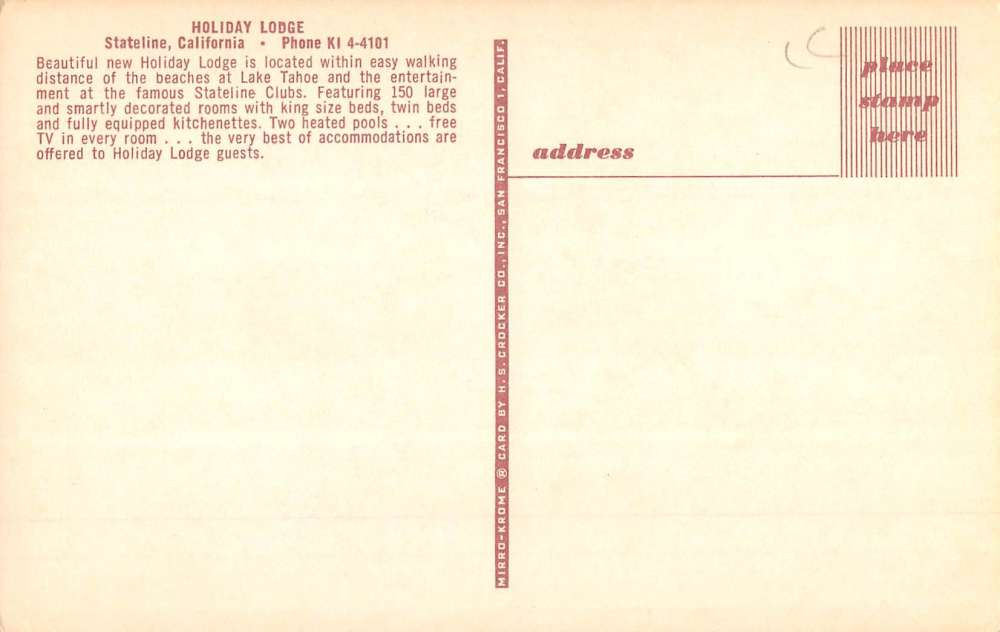 HOLIDAY LODGE
Stateline, California • Phone KI 4-4101
Beautiful new Holiday Lodge is located within easy walking
distance of the beaches at Lake Tahoe and the entertain-
ment at the famous Stateline Clubs. Featuring 150 large
and smartly decorated rooms with king size beds, twin beds
and fully equipped kitchenettes. Two heated pools . . . free
TV in every room . . . the very best of accommodations are
offered to Holiday Lodge guests.
MIRRO-KROME ® CARD BY H. S. CROCKER CO., INC., SAN FRANCISCO 1, CALIF.
address
place
stamp
here